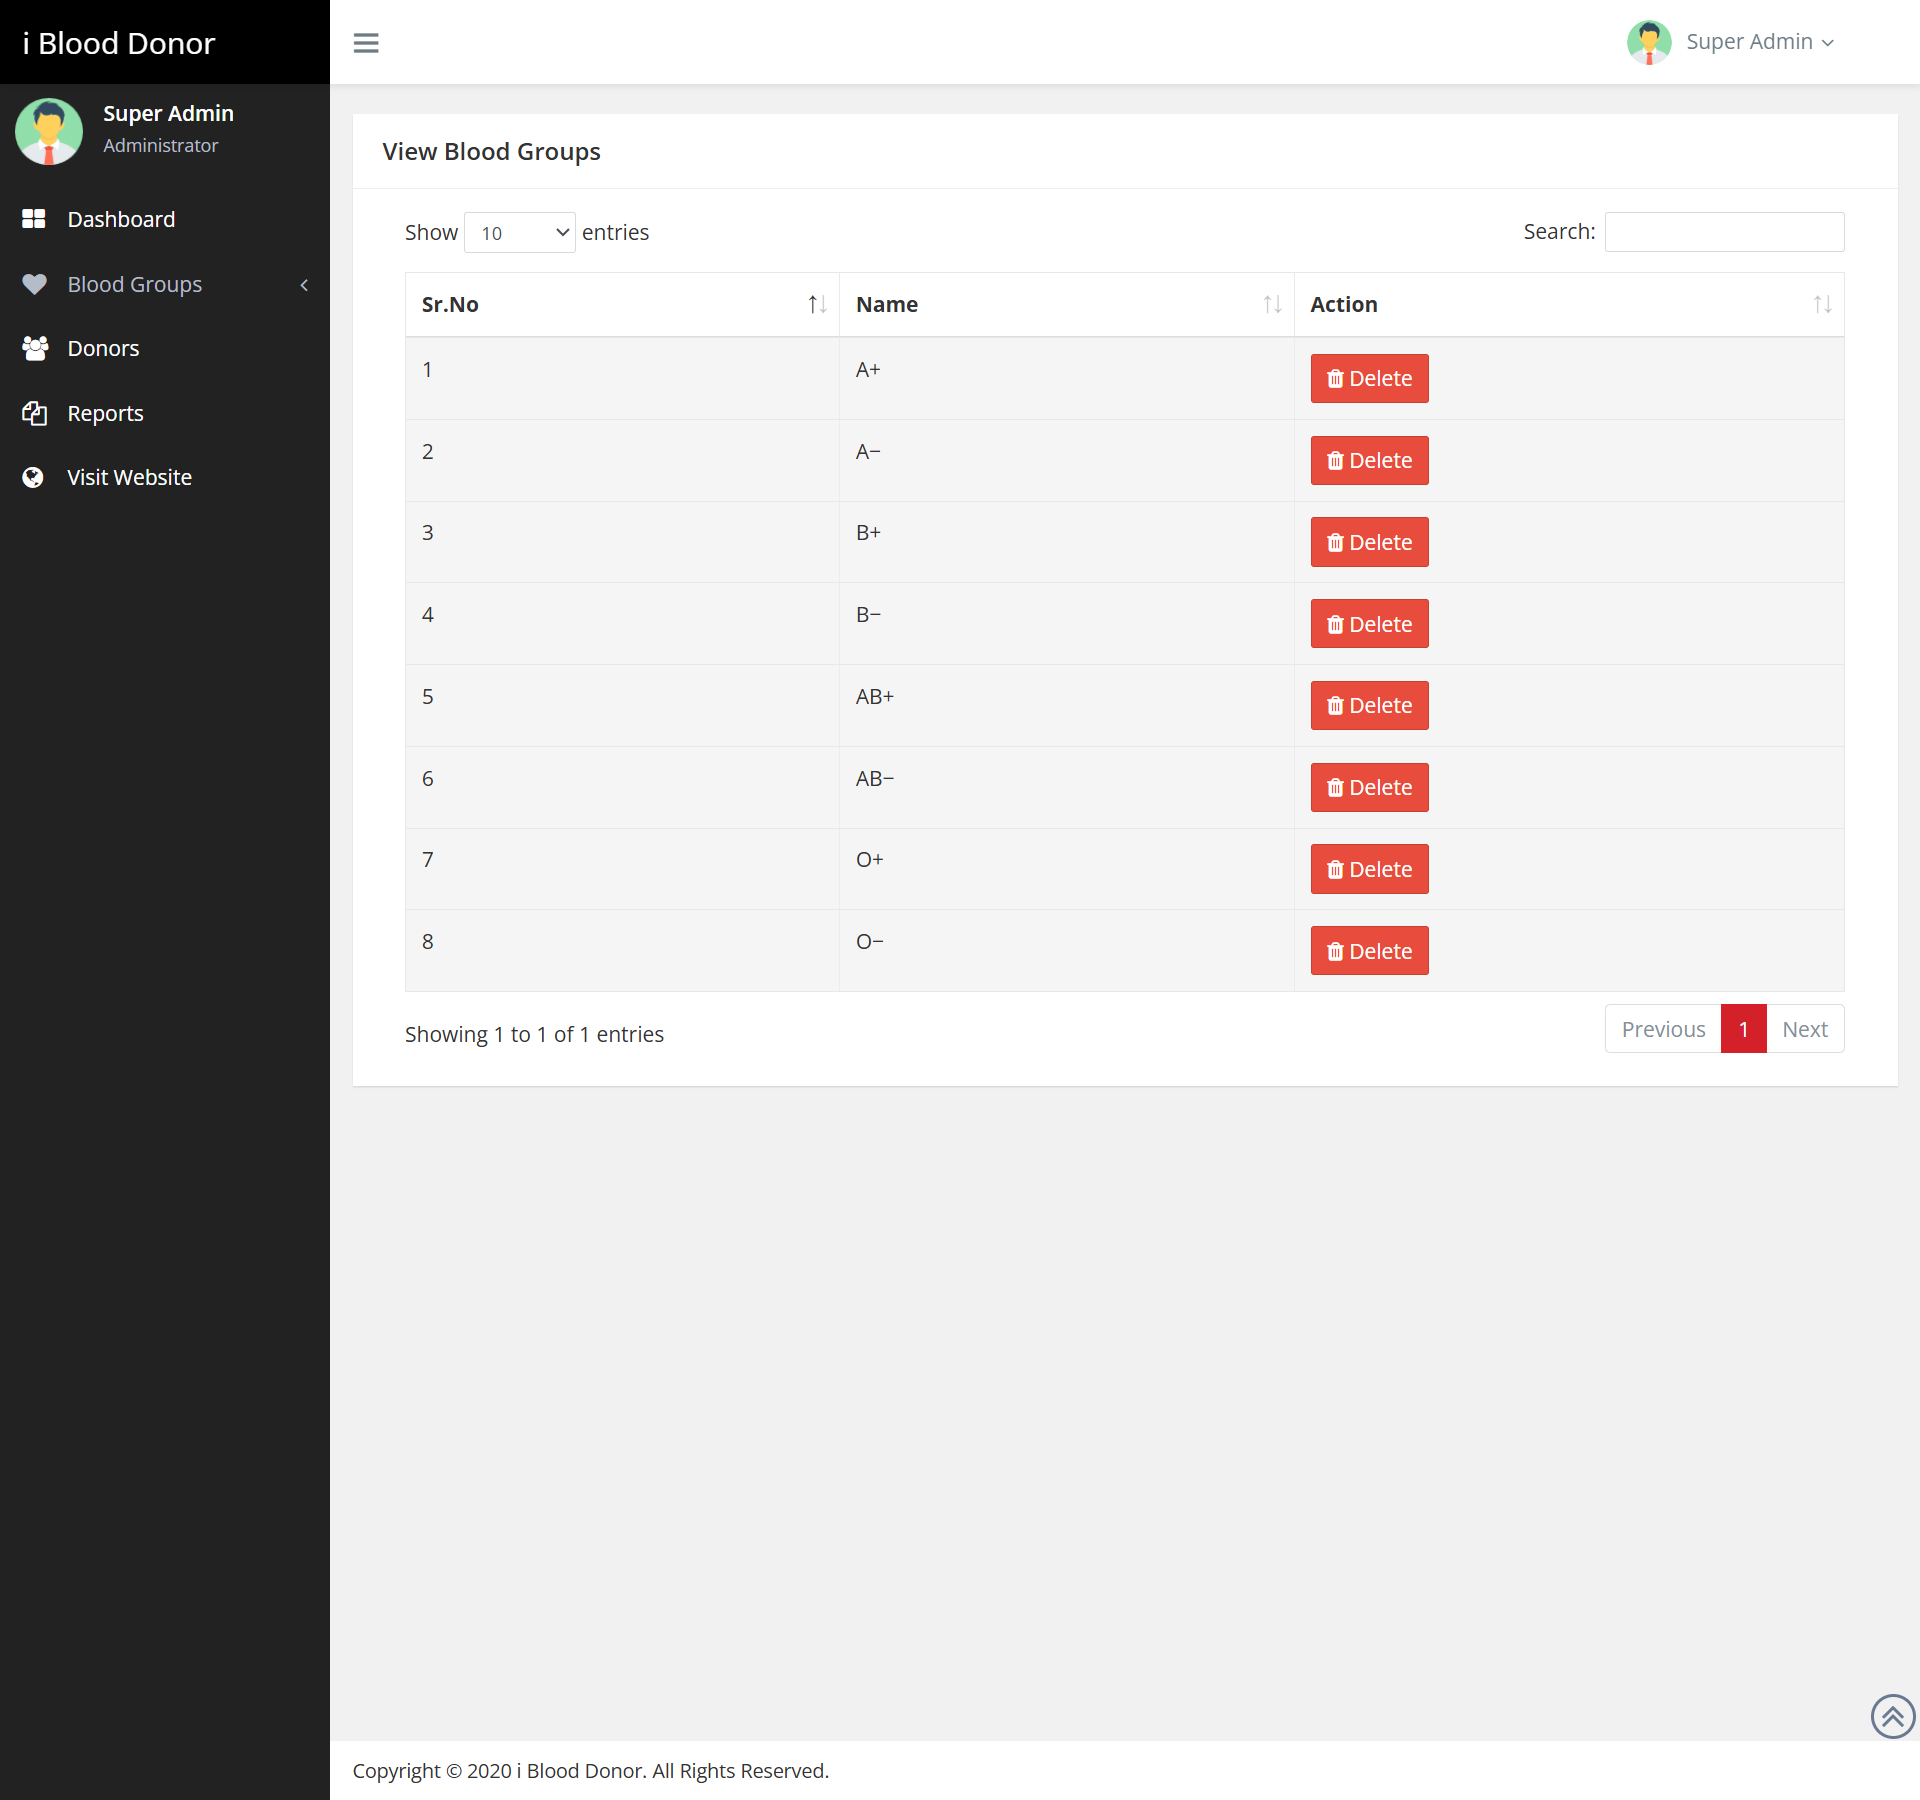 i Blood Donor
Super Admin
Super Admin
Administrator
Dashboard
Blood Groups
Donors
Reports
Visit Website
View Blood Groups
Show 10 entries
Search:
Sr.No Name Action
1 A+ Delete
2 A− Delete
3 B+ Delete
4 B− Delete
5 AB+ Delete
6 AB− Delete
7 O+ Delete
8 O− Delete
Showing 1 to 1 of 1 entries
Previous 1 Next
Copyright © 2020 i Blood Donor. All Rights Reserved.